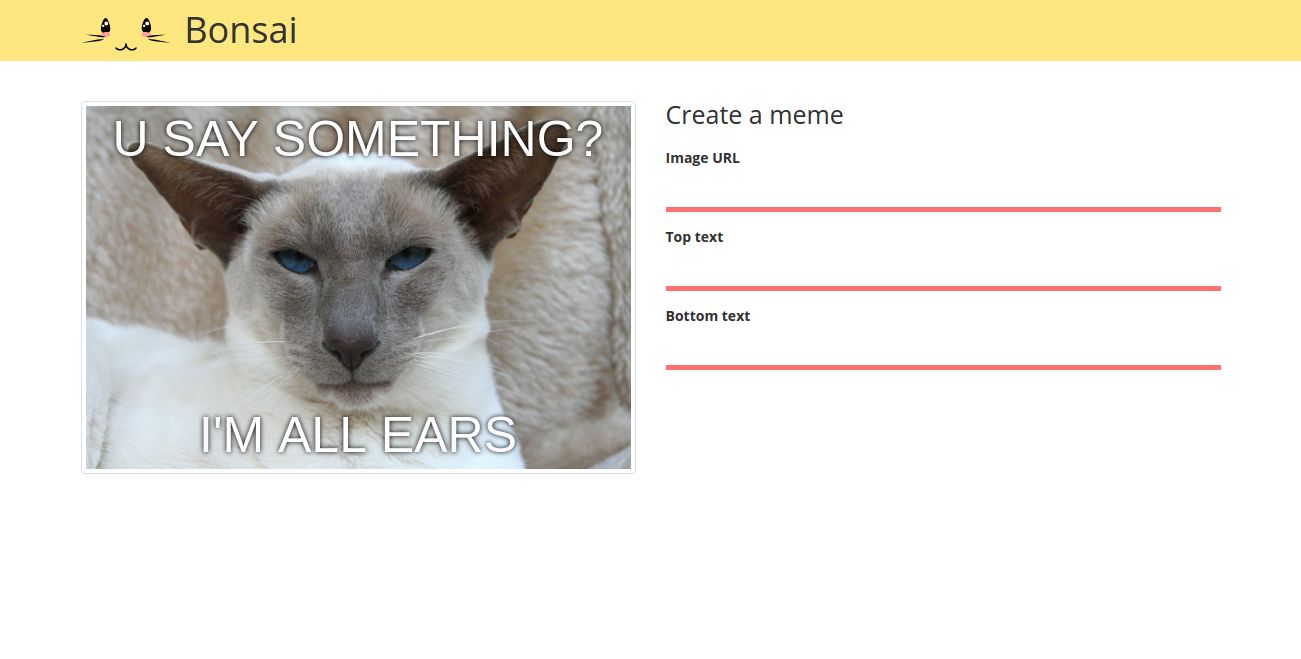 Bonsai
U SAY SOMETHING?
I'M ALL EARS
Create a meme
Image URL
Top text
Bottom text